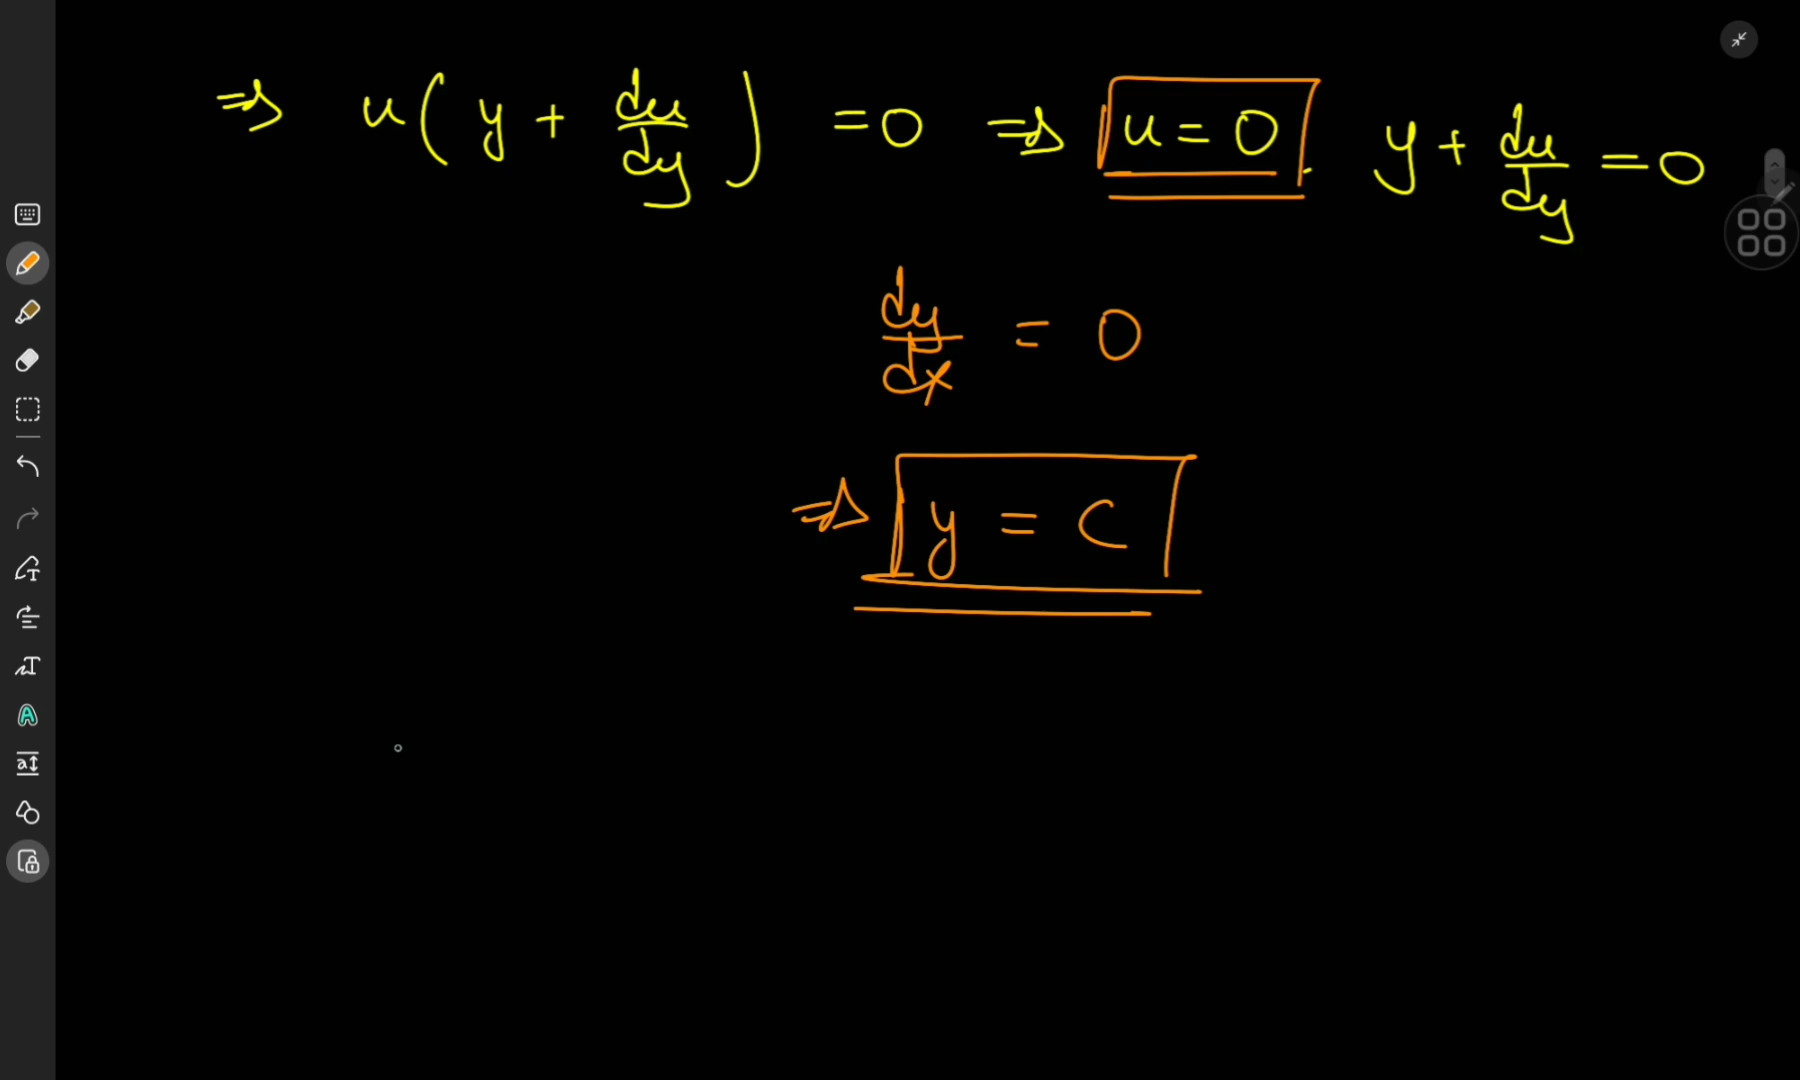 ⇒ u(y + du/dy) = 0 ⇒ u = 0. y + du/dy = 0
dy/dx = 0
⇒ y = c